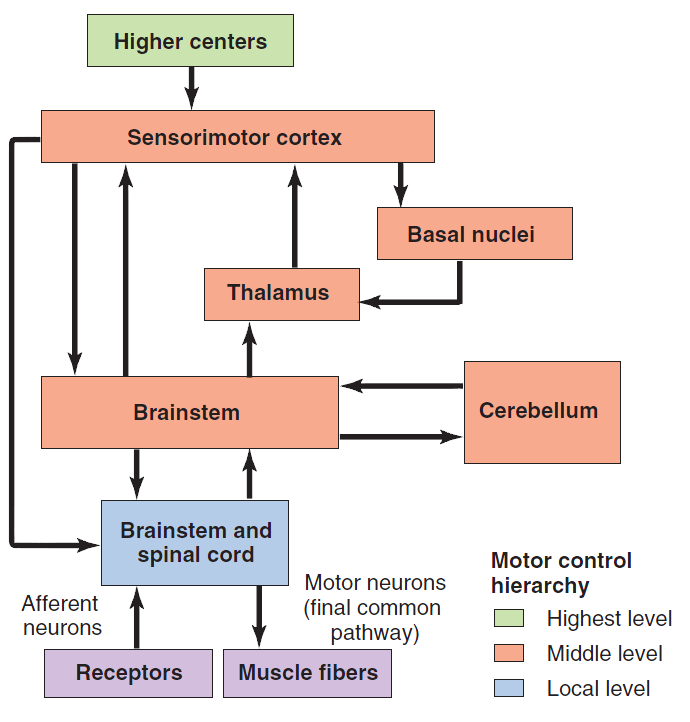 Higher centers
Sensorimotor cortex
Basal nuclei
Thalamus
Brainstem
Cerebellum
Brainstem and
spinal cord
Afferent
neurons
Motor neurons
(final common
pathway)
Receptors
Muscle fibers
Motor control
hierarchy
Highest level
Middle level
Local level